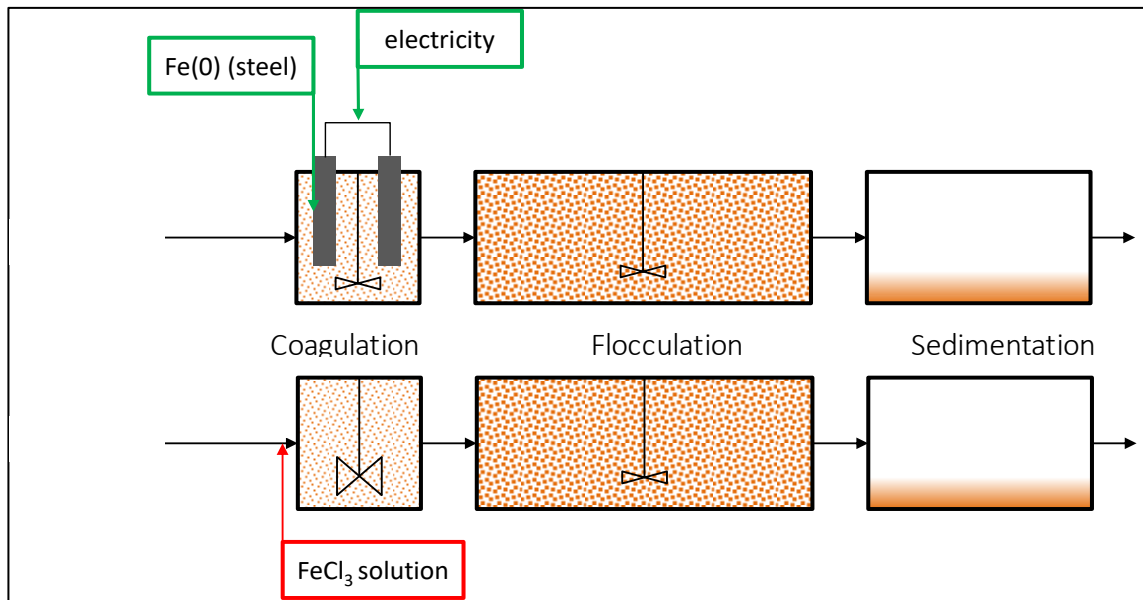 electricity
Fe(0) (steel)
Coagulation Flocculation Sedimentation
FeCl₃ solution